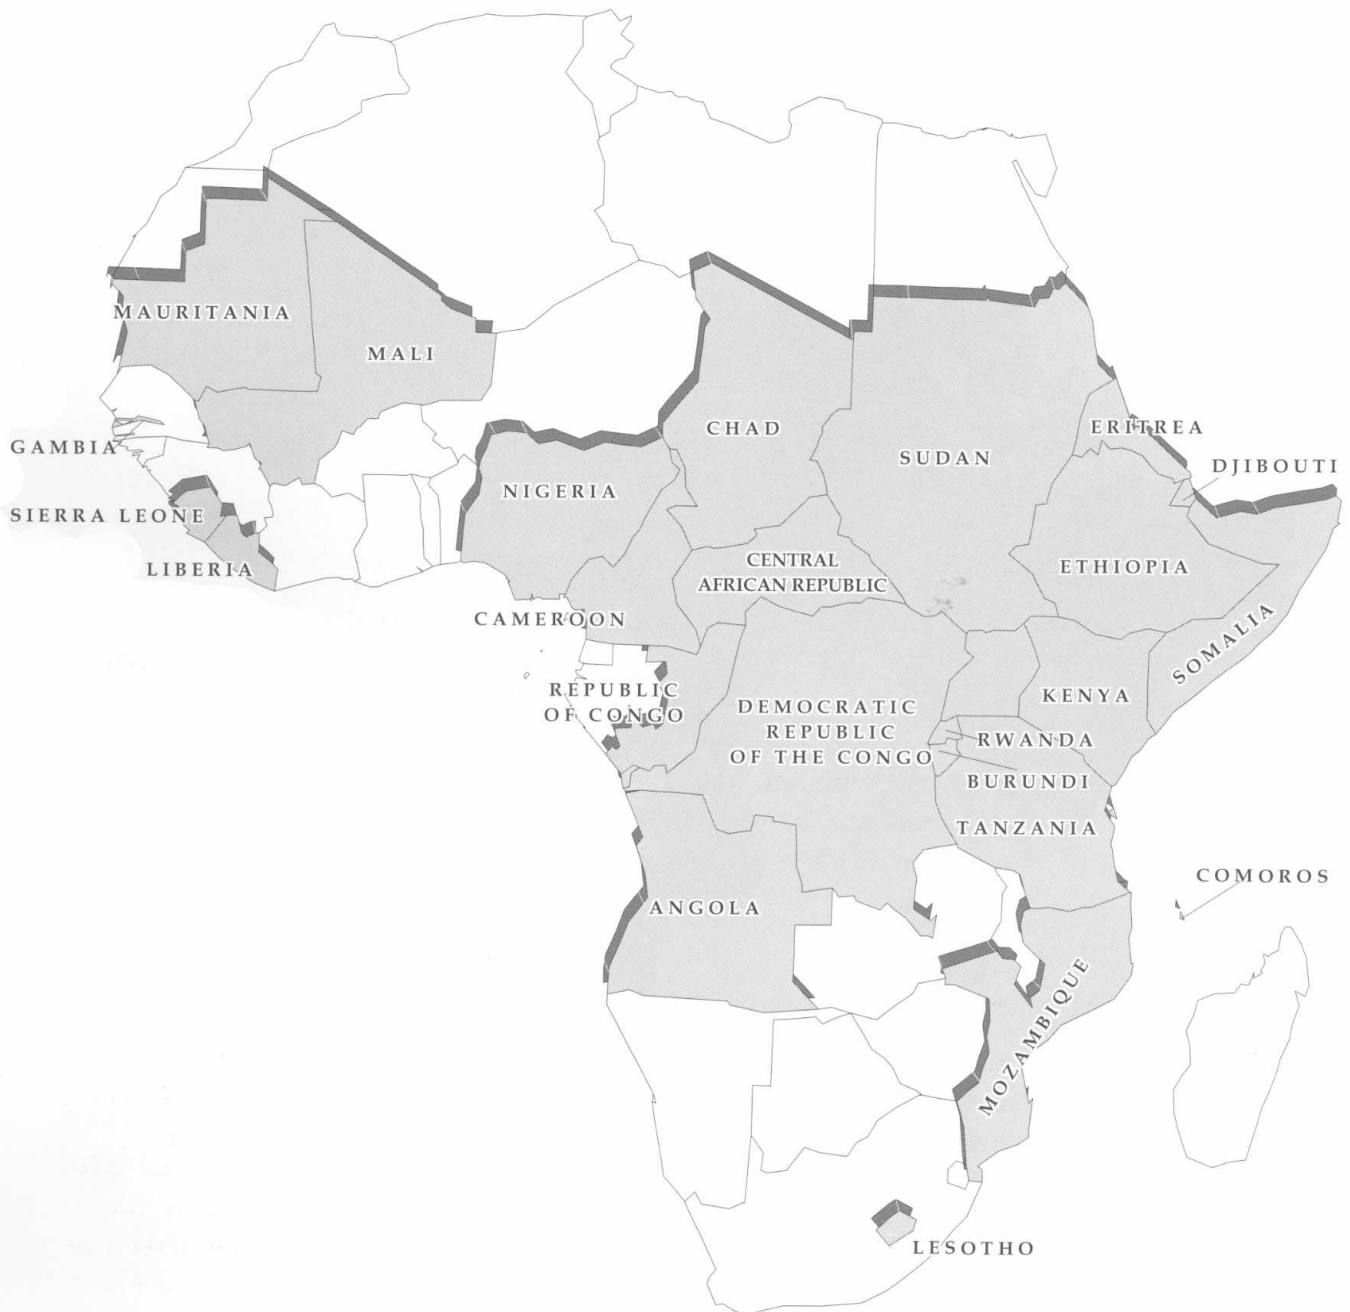 MAURITANIA
MALI
CHAD
ERITREA
GAMBIA
SUDAN
DJIBOUTI
NIGERIA
SIERRA LEONE
LIBERIA
CENTRAL
AFRICAN REPUBLIC
ETHIOPIA
CAMEROON
SOMALIA
REPUBLIC
OF CONGO
KENYA
DEMOCRATIC
REPUBLIC
OF THE CONGO
RWANDA
BURUNDI
TANZANIA
COMOROS
ANGOLA
MOZAMBIQUE
LESOTHO